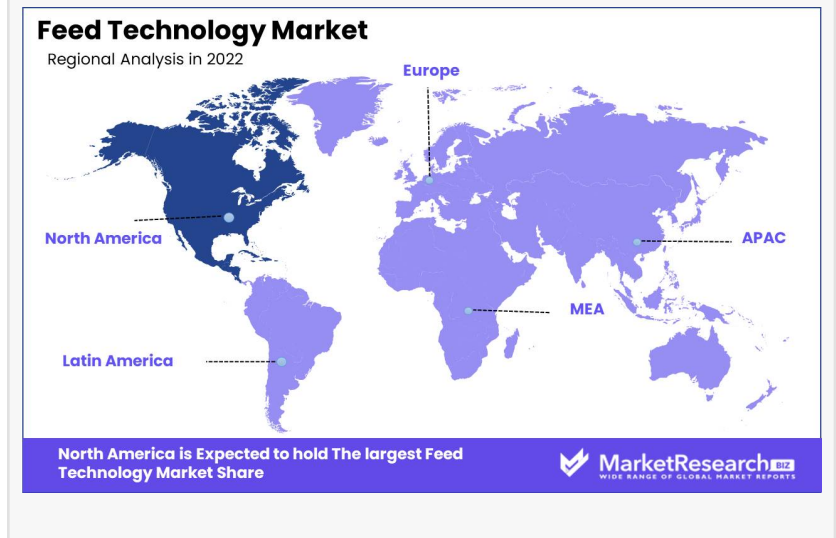 Feed Technology Market
Regional Analysis in 2022
Europe
North America
APAC
MEA
Latin America
North America is Expected to hold The largest Feed
Technology Market Share
MarketResearch BIZ
WIDE RANGE OF GLOBAL MARKET REPORTS